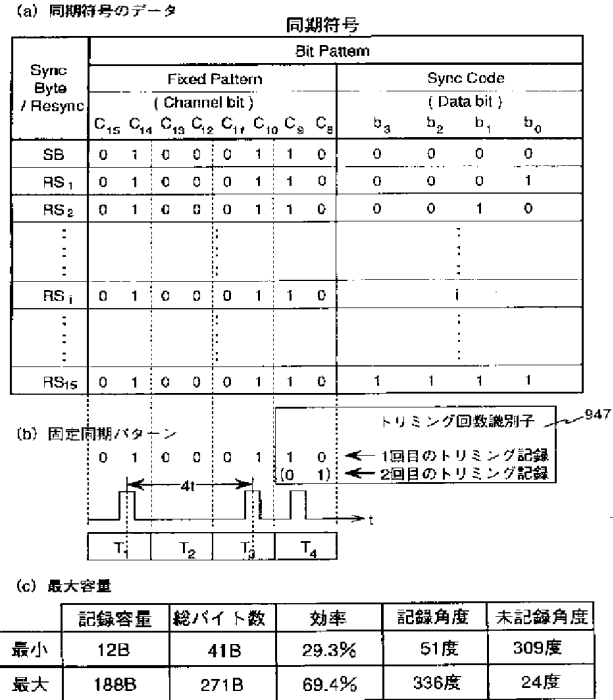 (a) 同期符号のデータ
同期符号
Sync Byte / Resync
Bit Pattern
Fixed Pattern
( Channel bit )
Sync Code
( Data bit )
C15 C14 C13 C12 C11 C10 C9 C8 b3 b2 b1 b0
SB 0 1 0 0 0 1 1 0 0 0 0 0
RS1 0 1 0 0 0 1 1 0 0 0 0 1
RS2 0 1 0 0 0 1 1 0 0 0 1 0
RSi 0 1 0 0 0 1 1 0 i
RS15 0 1 0 0 0 1 1 0 1 1 1 1
トリミング回数識別子 947
(b) 固定同期パターン
0 1 0 0 0 1 1 0 ← 1回目のトリミング記録
(0 1) ← 2回目のトリミング記録
4t
t
T1 T2 T3 T4
(c) 最大容量
記録容量 総バイト数 効率 記録角度 未記録角度
最小 12B 41B 29.3% 51度 309度
最大 188B 271B 69.4% 336度 24度